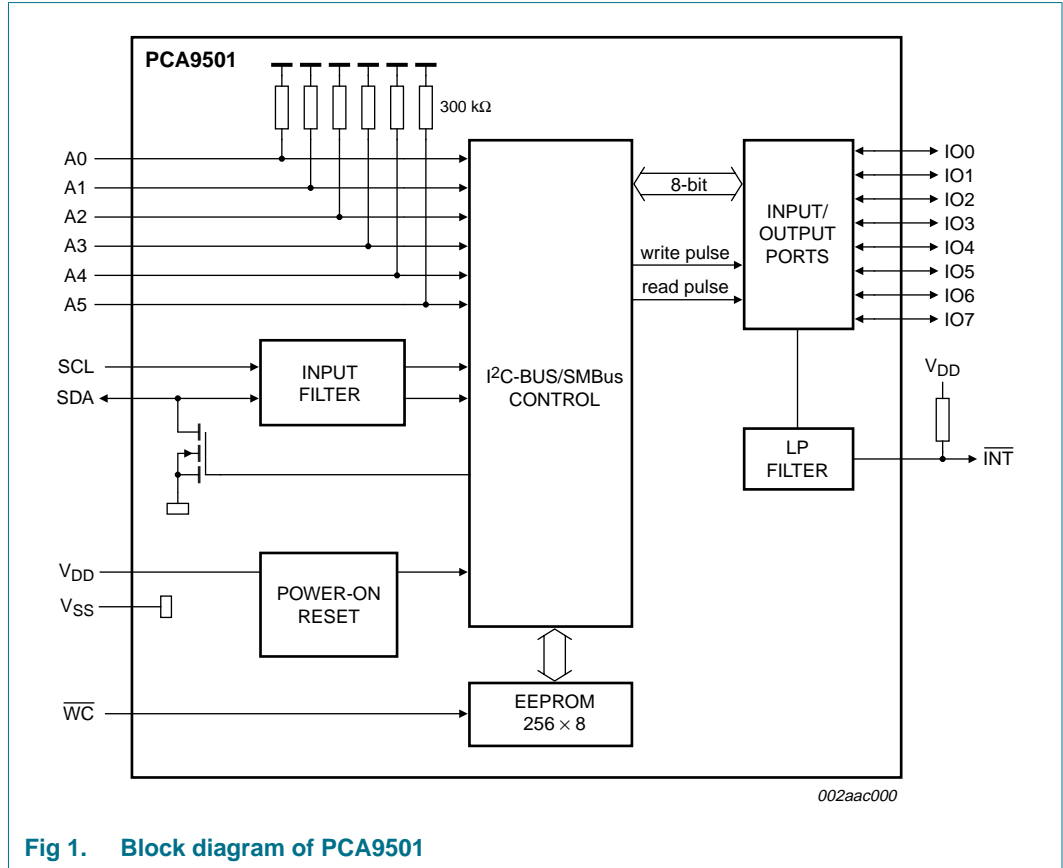 PCA9501
300 kΩ
A0
A1
A2
A3
A4
A5
SCL
SDA
INPUT
FILTER
I²C-BUS/SMBus
CONTROL
8-bit
write pulse
read pulse
INPUT/
OUTPUT
PORTS
IO0
IO1
IO2
IO3
IO4
IO5
IO6
IO7
VDD
LP
FILTER
INT
VDD
VSS
POWER-ON
RESET
WC
EEPROM
256 × 8
002aac000
Fig 1. Block diagram of PCA9501